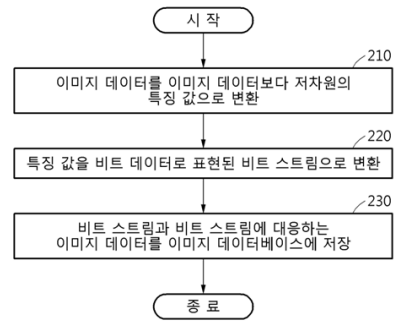 시 작
210
이미지 데이터를 이미지 데이터보다 저차원의
특징 값으로 변환
220
특징 값을 비트 데이터로 표현된 비트 스트림으로 변환
230
비트 스트림과 비트 스트림에 대응하는
이미지 데이터를 이미지 데이터베이스에 저장
종 료